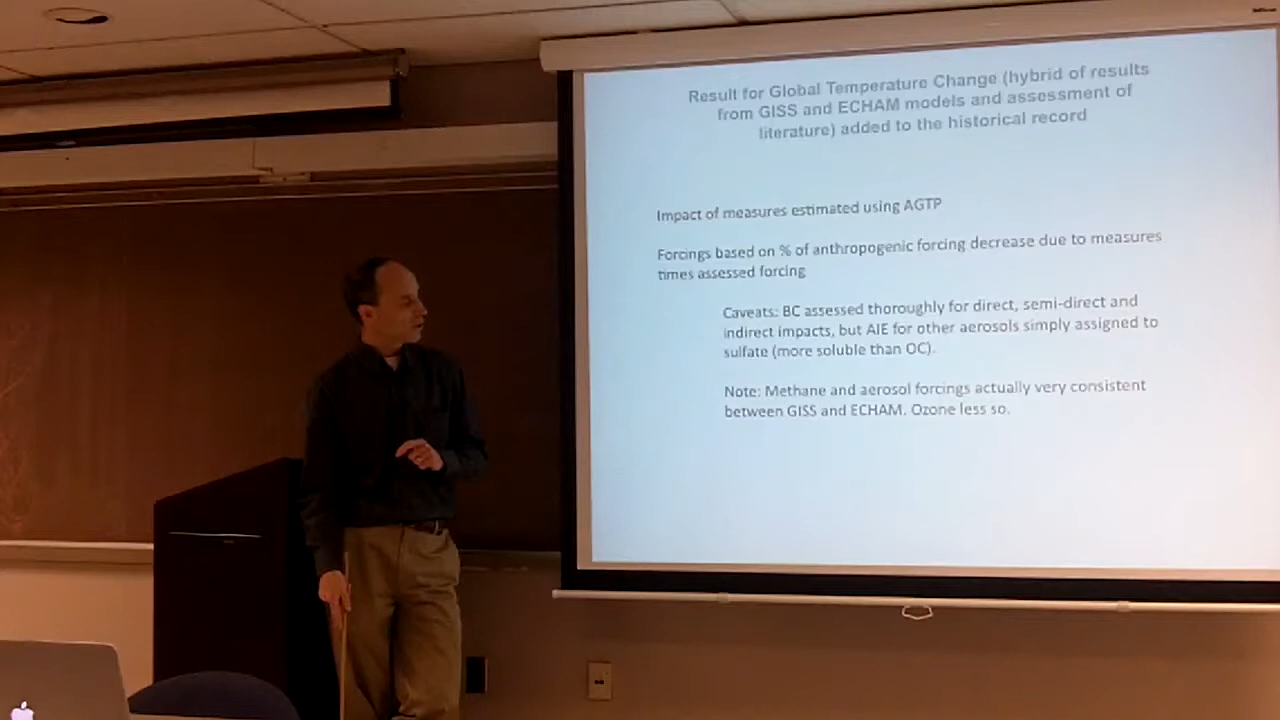 Result for Global Temperature Change (hybrid of results
from GISS and ECHAM models and assessment of
literature) added to the historical record
Impact of measures estimated using AGTP
Forcings based on % of anthropogenic forcing decrease due to measures
times assessed forcing
Caveats: BC assessed thoroughly for direct, semi-direct and
indirect impacts, but AIE for other aerosols simply assigned to
sulfate (more soluble than OC).
Note: Methane and aerosol forcings actually very consistent
between GISS and ECHAM. Ozone less so.